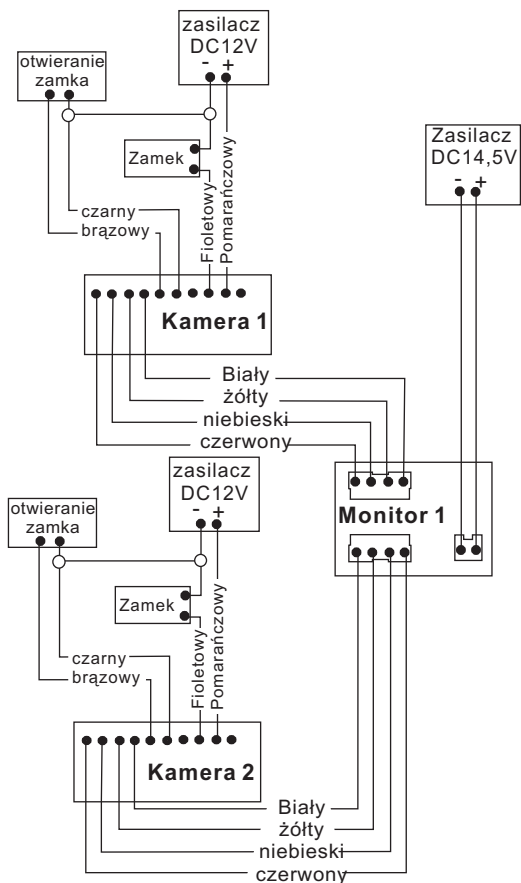 zasilacz
DC12V
- +
otwieranie
zamka
Zamek
Fioletowy
Pomarańczowy
czarny
brązowy
Zasilacz
DC14,5V
- +
Kamera 1
Biały
żółty
niebieski
czerwony
zasilacz
DC12V
- +
otwieranie
zamka
Monitor 1
Zamek
Fioletowy
Pomarańczowy
czarny
brązowy
Kamera 2
Biały
żółty
niebieski
czerwony